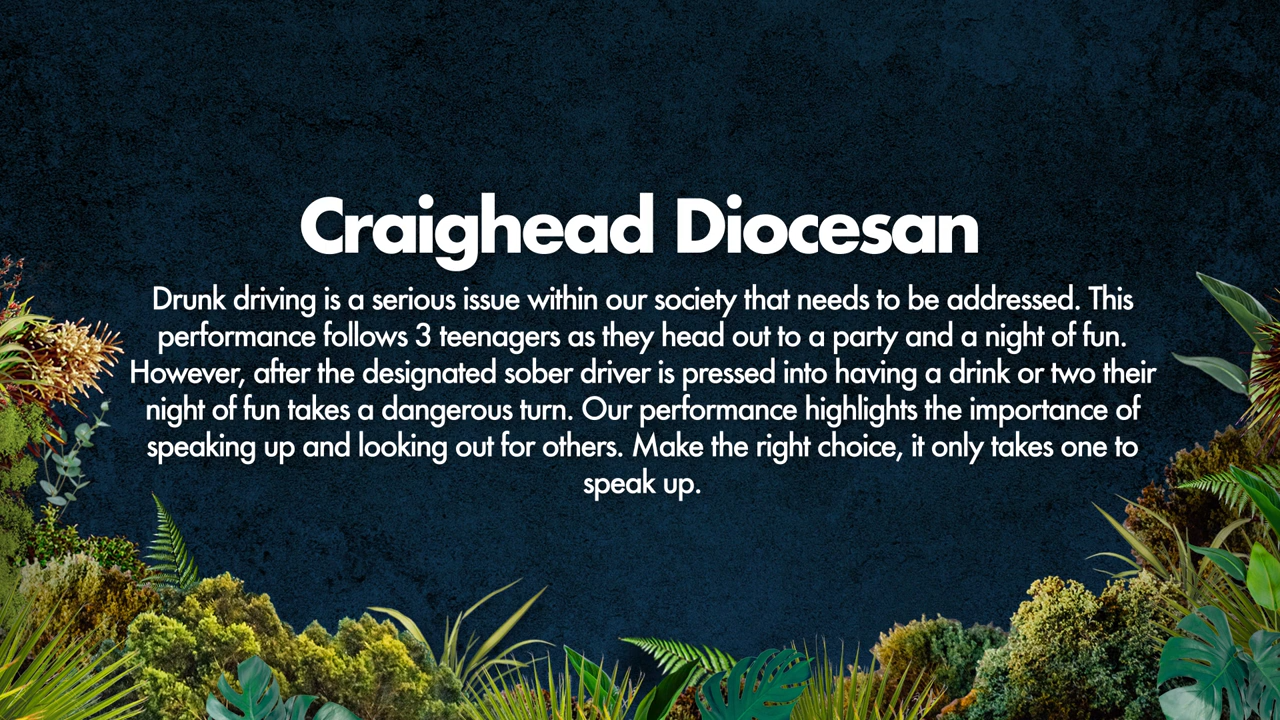 Craighead Diocesan
Drunk driving is a serious issue within our society that needs to be addressed. This
performance follows 3 teenagers as they head out to a party and a night of fun.
However, after the designated sober driver is pressed into having a drink or two their
night of fun takes a dangerous turn. Our performance highlights the importance of
speaking up and looking out for others. Make the right choice, it only takes one to
speak up.